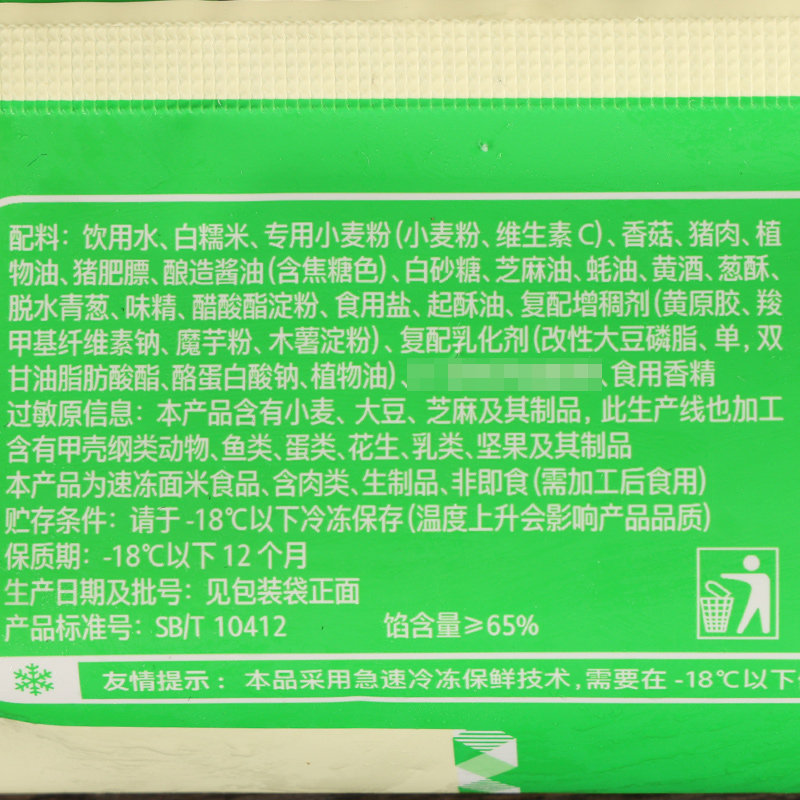 配料：饮用水、白糯米、专用小麦粉(小麦粉、维生素C)、香菇、猪肉、植
物油、猪肥膘、酿造酱油(含焦糖色)、白砂糖、芝麻油、蚝油、黄酒、葱酥、
脱水青葱、味精、醋酸酯淀粉、食用盐、起酥油、复配增稠剂(黄原胶、羧
甲基纤维素钠、魔芋粉、木薯淀粉)、复配乳化剂(改性大豆磷脂、单，双
甘油脂肪酸酯、酪蛋白酸钠、植物油)、、食用香精
过敏原信息：本产品含有小麦、大豆、芝麻及其制品，此生产线也加工
含有甲壳纲类动物、鱼类、蛋类、花生、乳类、坚果及其制品
本产品为速冻面米食品、含肉类、生制品、非即食(需加工后食用)
贮存条件：请于-18℃以下冷冻保存(温度上升会影响产品品质)
保质期：-18℃以下12个月
生产日期及批号：见包装袋正面
产品标准号：SB/T 10412 馅含量≥65%
友情提示：本品采用急速冷冻保鲜技术,需要在-18℃以下